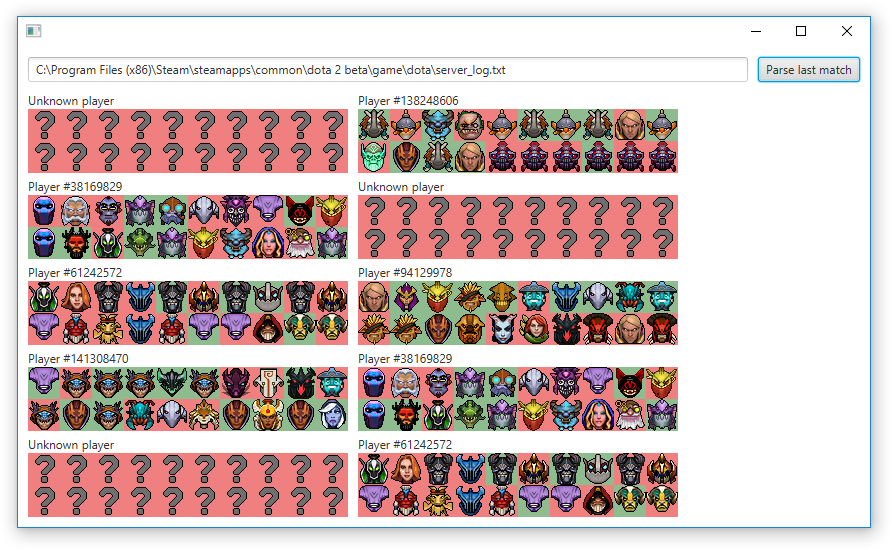 C:\Program Files (x86)\Steam\steamapps\common\dota 2 beta\game\dota\server_log.txt
Parse last match
Unknown player
Player #138248606
Player #38169829
Unknown player
Player #61242572
Player #94129978
Player #141308470
Player #38169829
Unknown player
Player #61242572